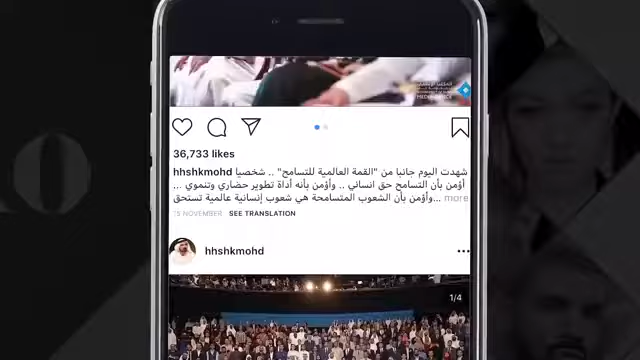 36,733 likes
hhshkmohd شهدت اليوم جانبا من "القمة العالمية للتسامح" .. شخصيا
أؤمن بأن التسامح حق انساني .. وأؤمن بأنه أداة تطوير حضاري وتنموي ...
وأؤمن بأن الشعوب المتسامحة هي شعوب إنسانية عالمية تستحق... more
15 NOVEMBER SEE TRANSLATION
hhshkmohd
1/4